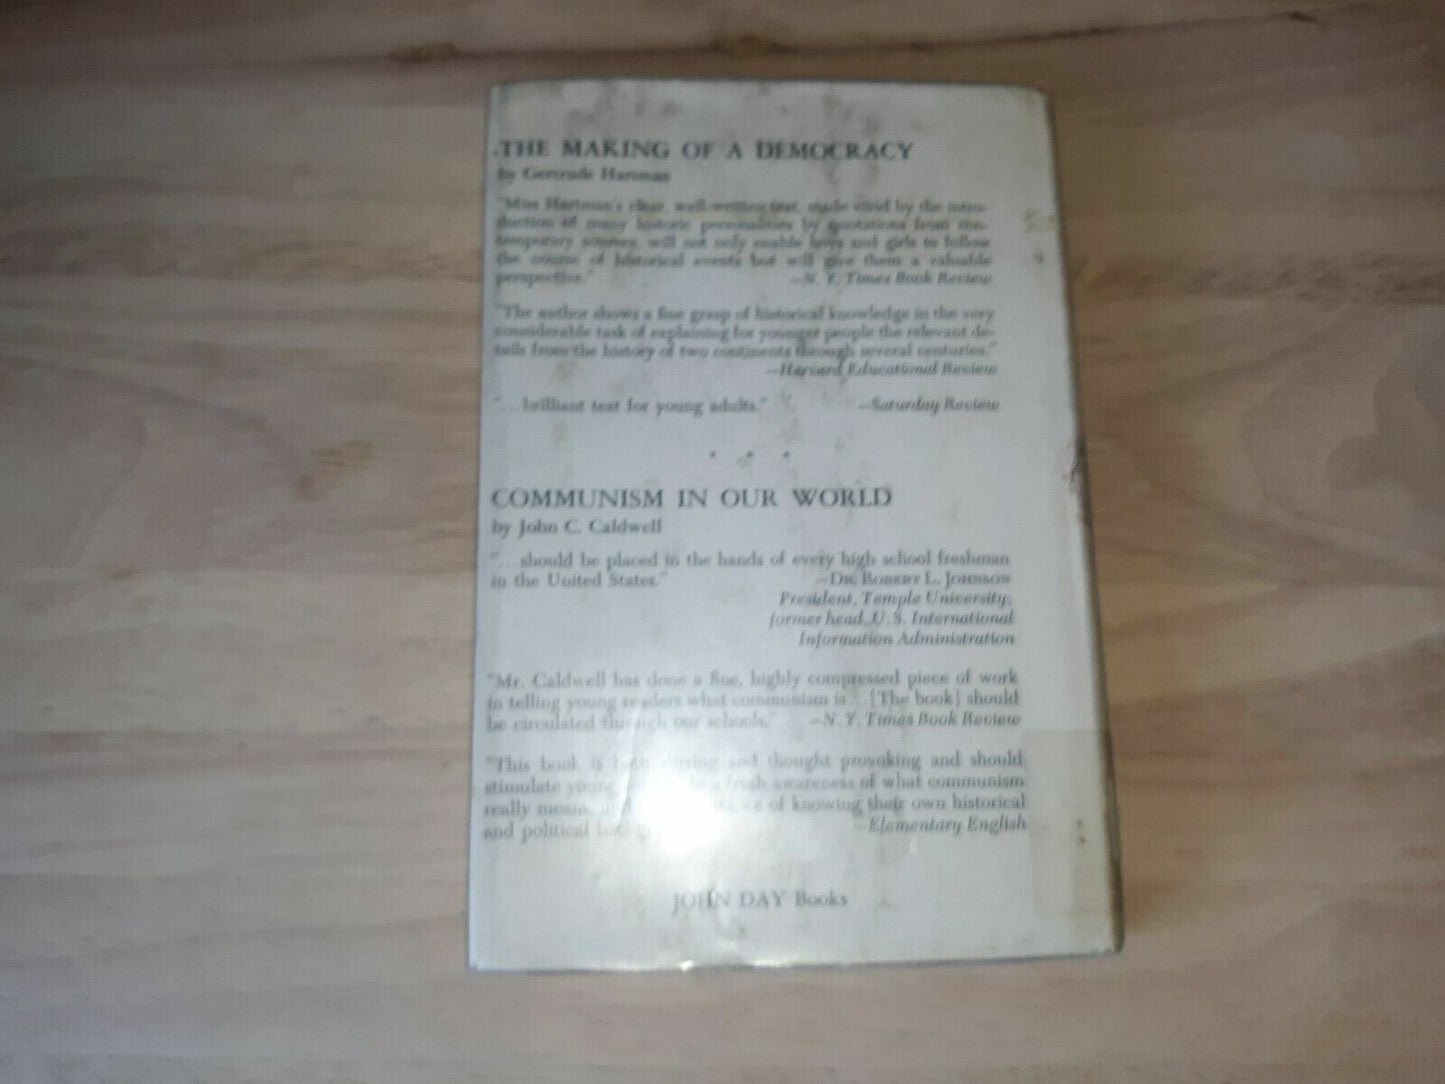 THE MAKING OF A DEMOCRACY
by Gertrude Hartman
"Miss Hartman's clear, well-written text, made vivid by the intro-
duction of many historic personalities by quotations from con-
temporary sources, will not only enable boys and girls to follow
the course of historical events but will give them a valuable
perspective." —N. Y. Times Book Review
"The author shows a fine grasp of historical knowledge in the very
considerable task of explaining for younger people the relevant de-
tails from the history of two continents through several centuries."
—Harvard Educational Review
"...brilliant text for young adults." —Saturday Review
. . .
COMMUNISM IN OUR WORLD
by John C. Caldwell
"...should be placed in the hands of every high school freshman
in the United States." —DR. ROBERT L. JOHNSON
President, Temple University;
former head, U.S. International
Information Administration
"Mr. Caldwell has done a fine, highly compressed piece of work
in telling young readers what communism is...[The book] should
be circulated through our schools." —N. Y. Times Book Review
"This book is and thought provoking and should
stimulate young fresh awareness of what communism
really means, of knowing their own historical
and political —Elementary English
JOHN DAY Books